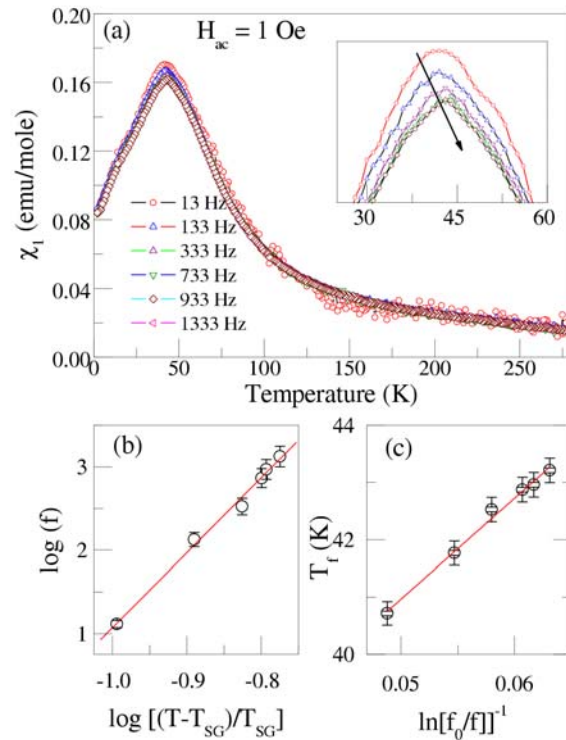 (a)
H_ac = 1 Oe
0.20
0.16
0.12
0.08
0.04
0.00
χ₁ (emu/mole)
13 Hz
133 Hz
333 Hz
733 Hz
933 Hz
1333 Hz
30 45 60
0 50 100 150 200 250
Temperature (K)
(b)
log (f)
3
2
1
-1.0 -0.9 -0.8
log [(T-T_SG)/T_SG]
(c)
T_f (K)
44
42
40
0.05 0.06
ln[f₀/f]]⁻¹